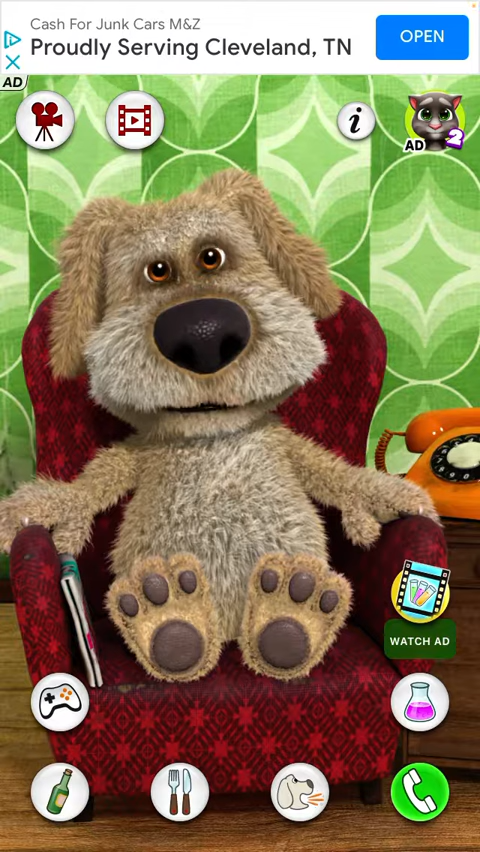 Cash For Junk Cars M&Z
Proudly Serving Cleveland, TN
OPEN
AD
i
AD
2
WATCH AD